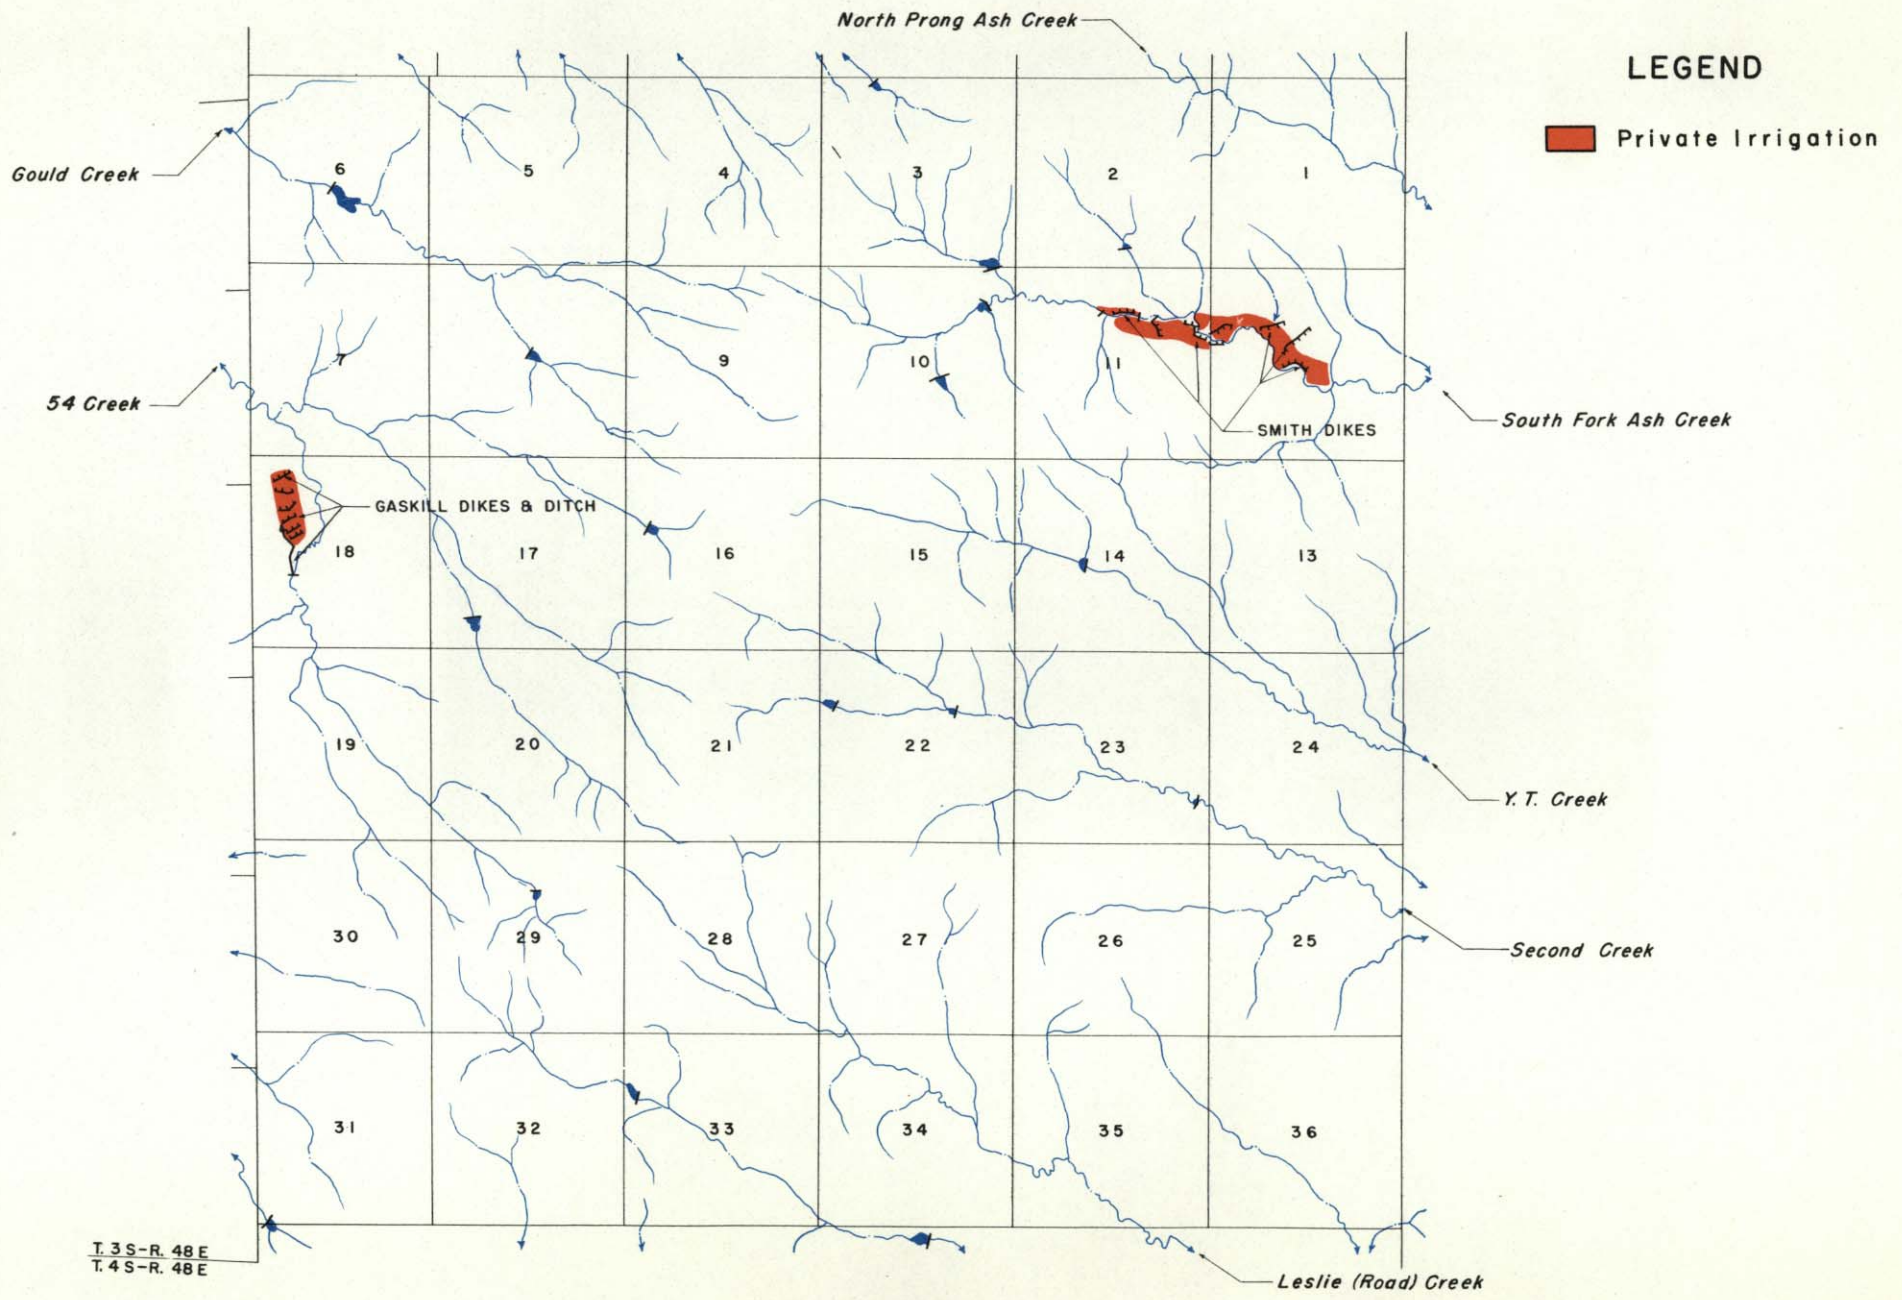 North Prong Ash Creek
LEGEND
Private Irrigation
Gould Creek
6
5
4
3
2
1
7
9
10
11
54 Creek
South Fork Ash Creek
SMITH DIKES
GASKILL DIKES & DITCH
18
17
16
15
14
13
19
20
21
22
23
24
Y. T. Creek
30
29
28
27
26
25
Second Creek
31
32
33
34
35
36
T. 3 S-R. 48 E
T. 4 S-R. 48 E
Leslie (Road) Creek